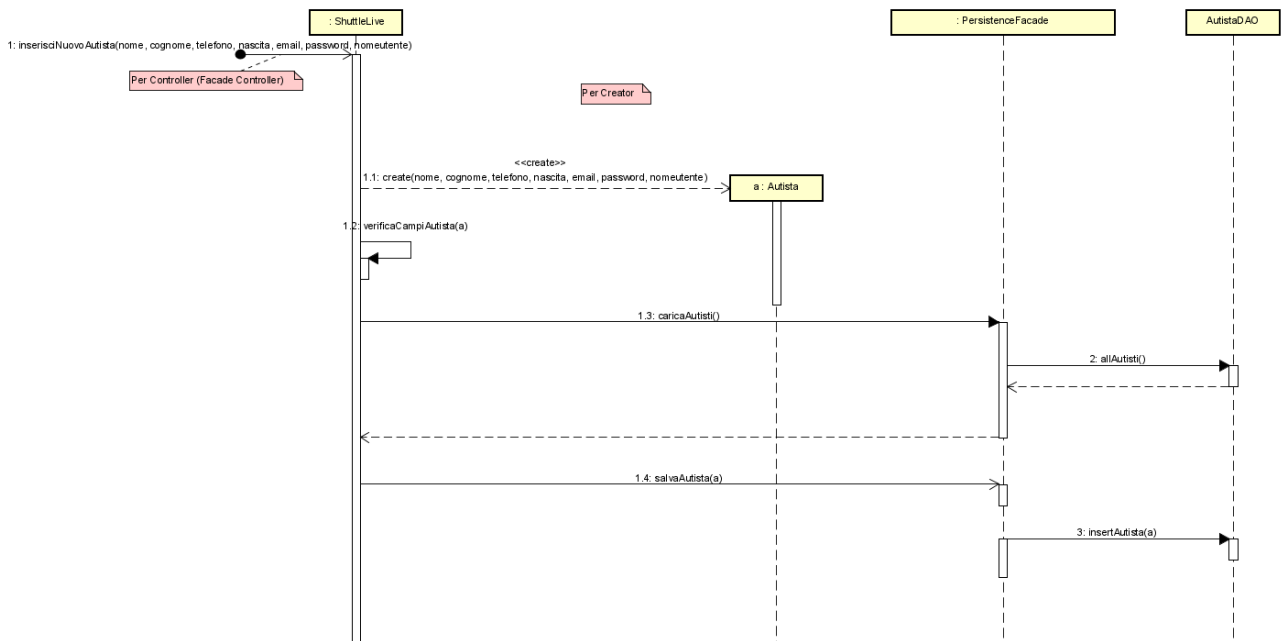 : ShuttleLive
: PersistenceFacade
AutistaDAO
1: inserisciNuovoAutista(nome, cognome, telefono, nascita, email, password, nomeutente)
Per Controller (Facade Controller)
Per Creator
<<create>>
1.1: create(nome, cognome, telefono, nascita, email, password, nomeutente)
a : Autista
1.2: verificaCampiAutista(a)
1.3: caricaAutisti()
2: allAutisti()
1.4: salvaAutista(a)
3: insertAutista(a)